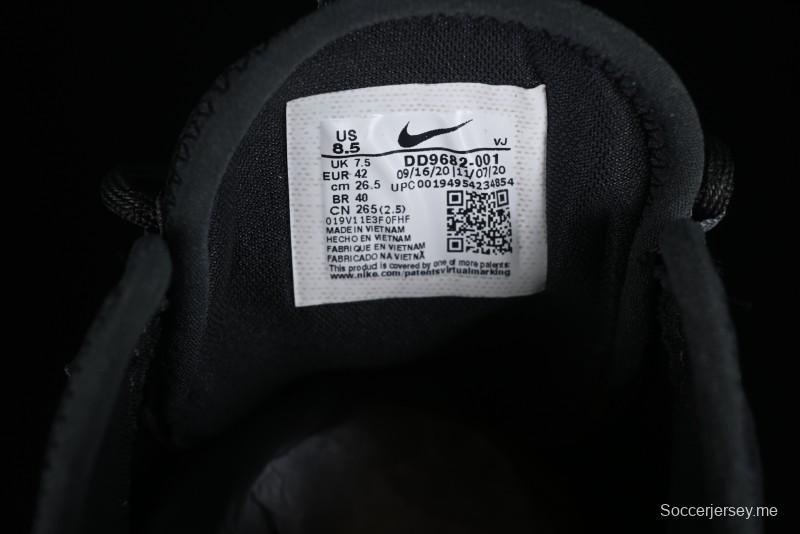 US
8.5
VJ
UK 7.5 DD9682-001
EUR 42 09/16/20 | 11/07/20
cm 26.5 UPC 00194954234854
BR 40
CN 265(2.5)
019V11E3F0FHF
MADE IN VIETNAM
HECHO EN VIETNAM
FABRIQUE EN VIETNAM
FABRICADO NA VIETNÃ
This product is covered by one of more patents:
www.nike.com/patentsvirtualmarking
Soccerjersey.me